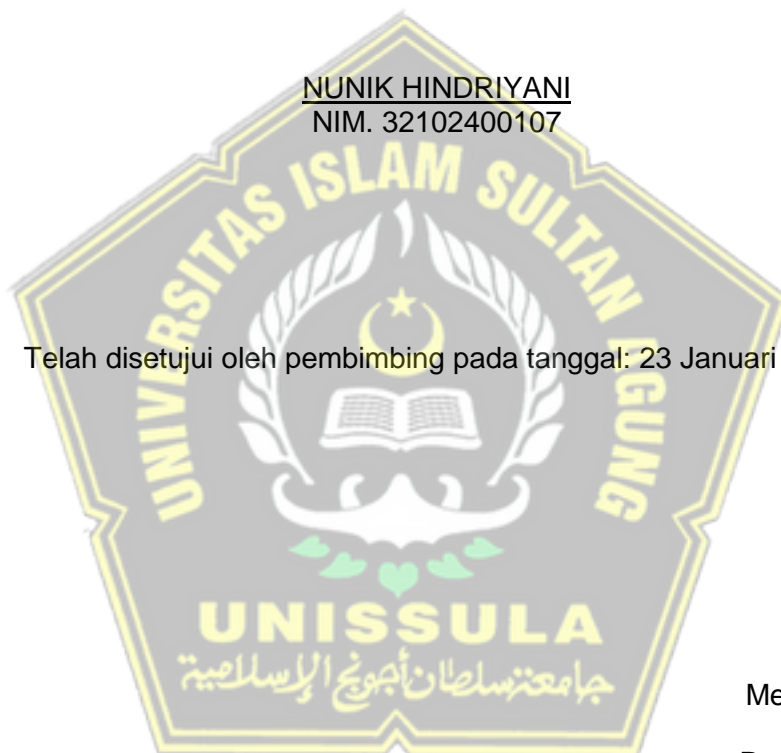 NUNIK HINDRIYANI
NIM. 32102400107
UNIVERSITAS ISLAM SULTAN AGUNG
Telah disetujui oleh pembimbing pada tanggal: 23 Januari
UNISSULA
جامعة سلطان أجونج الإسلامية
Me